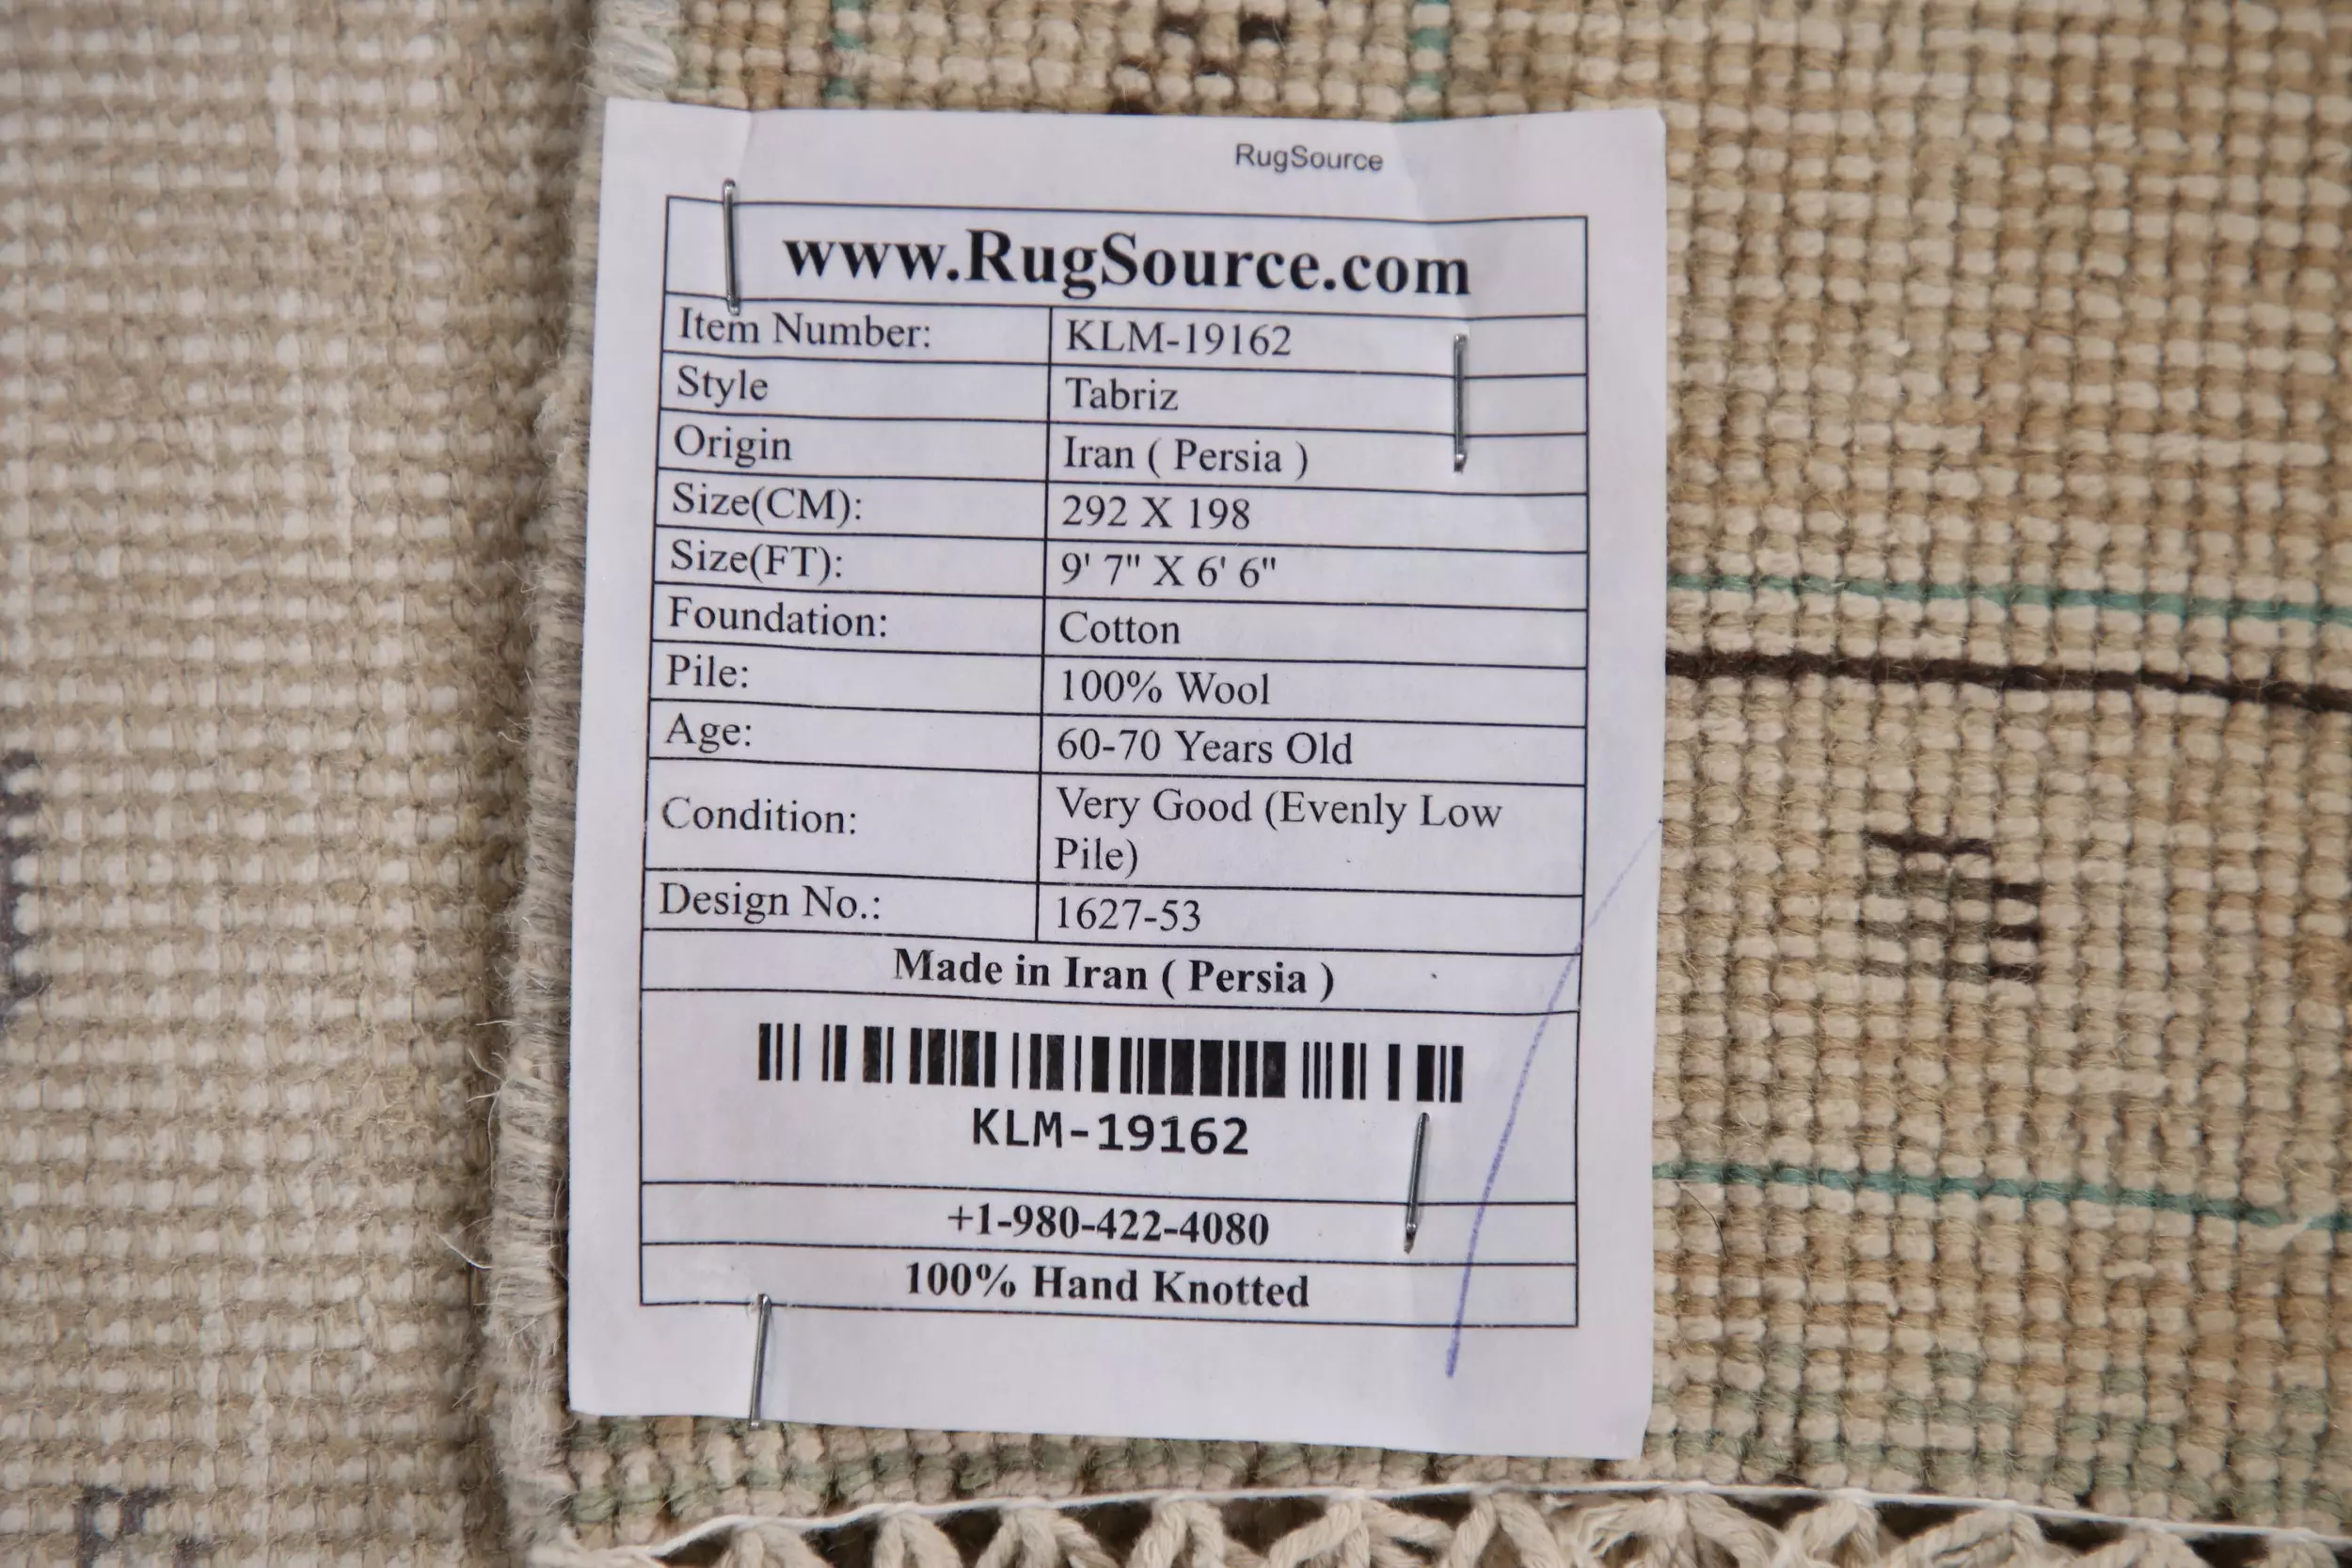 RugSource
www.RugSource.com
Item Number: KLM-19162
Style Tabriz
Origin Iran ( Persia )
Size(CM): 292 X 198
Size(FT): 9' 7" X 6' 6"
Foundation: Cotton
Pile: 100% Wool
Age: 60-70 Years Old
Condition: Very Good (Evenly Low
Pile)
Design No.: 1627-53
Made in Iran ( Persia )
KLM-19162
+1-980-422-4080
100% Hand Knotted